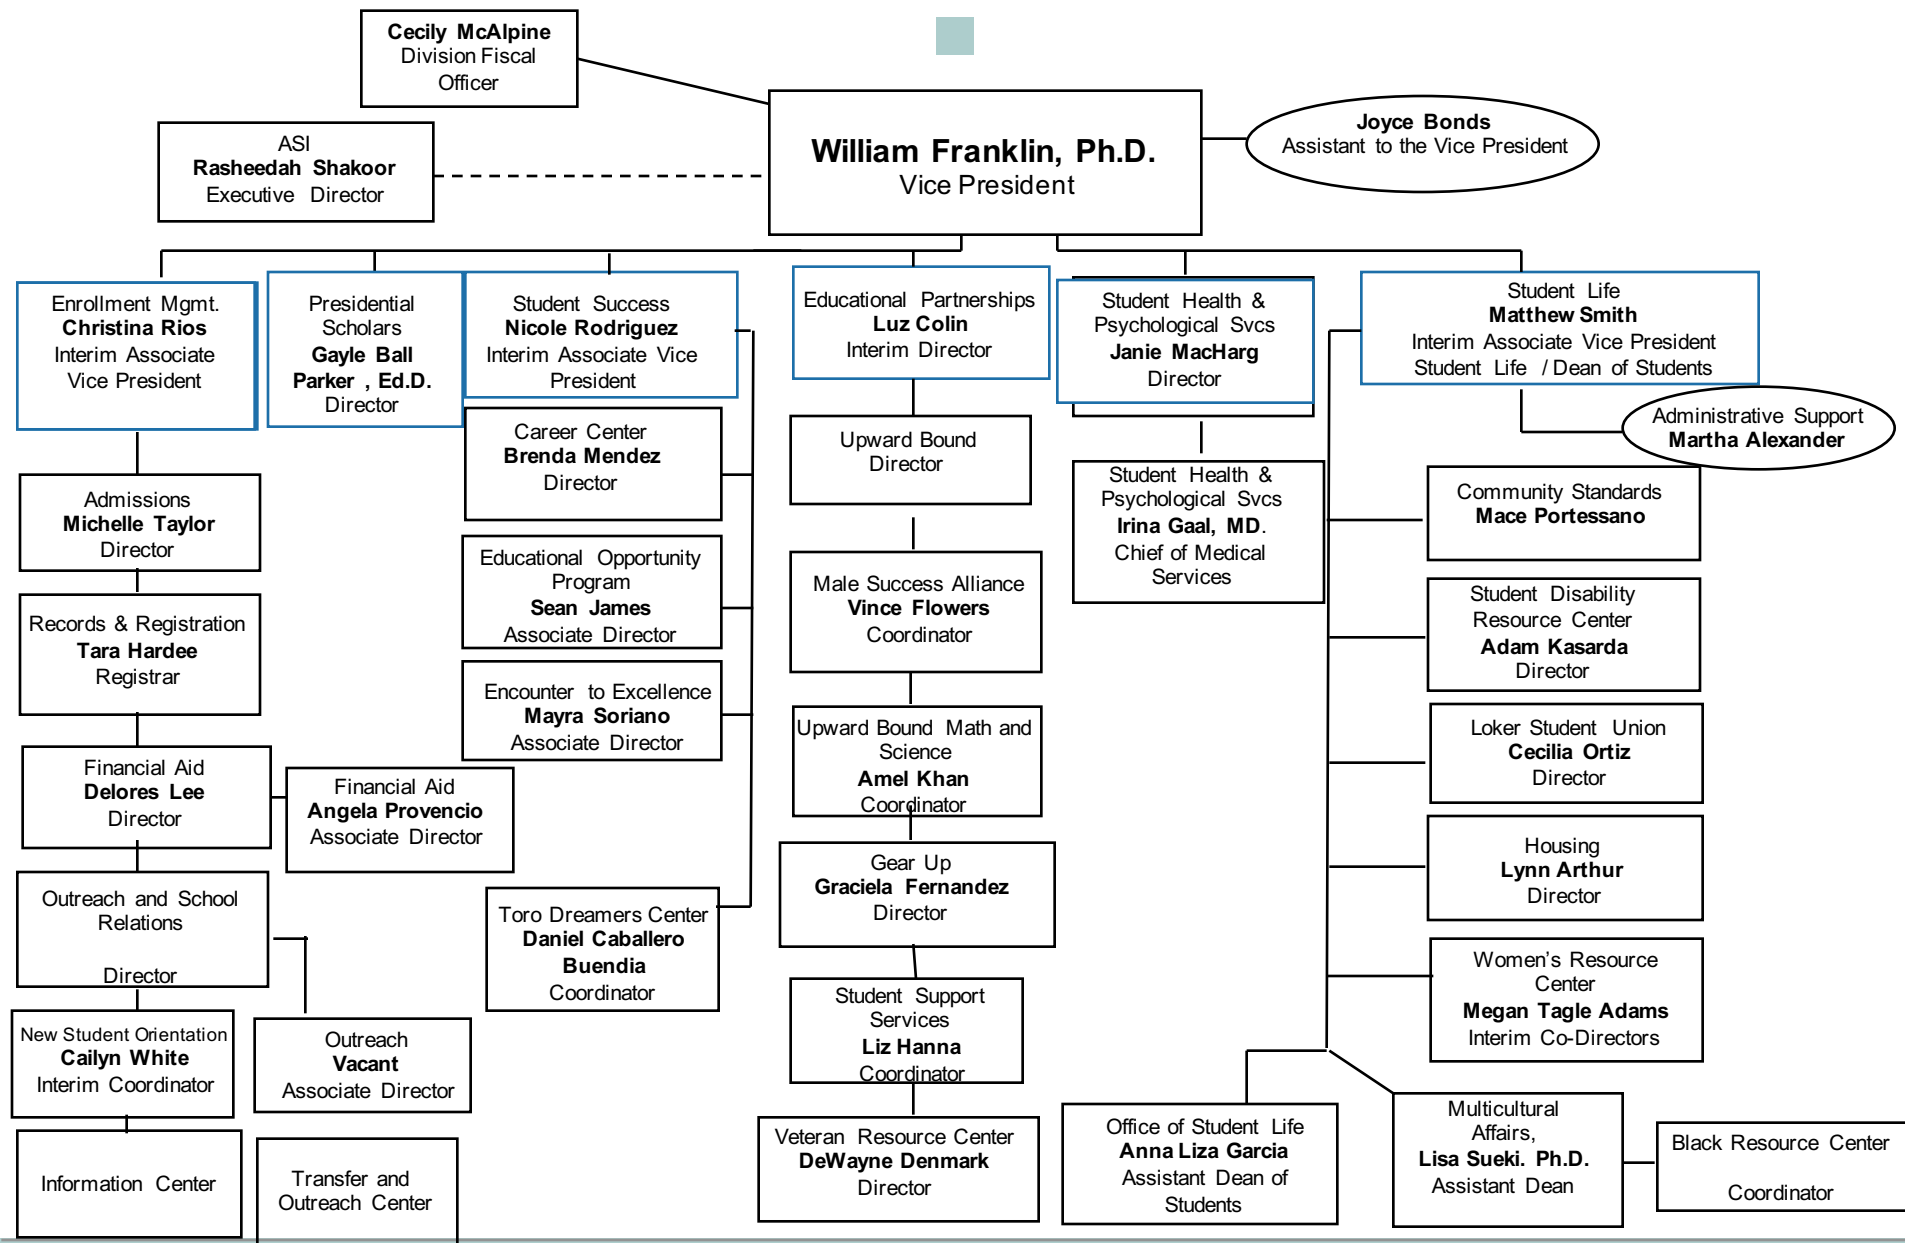 Cecily McAlpine
Division Fiscal
Officer
ASI
Rasheedah Shakoor
Executive Director
William Franklin, Ph.D.
Vice President
Joyce Bonds
Assistant to the Vice President
Enrollment Mgmt.
Christina Rios
Interim Associate
Vice President
Presidential
Scholars
Gayle Ball
Parker , Ed.D.
Director
Student Success
Nicole Rodriguez
Interim Associate Vice
President
Educational Partnerships
Luz Colin
Interim Director
Student Health &
Psychological Svcs
Janie MacHarg
Director
Student Life
Matthew Smith
Interim Associate Vice President
Student Life / Dean of Students
Administrative Support
Martha Alexander
Admissions
Michelle Taylor
Director
Records & Registration
Tara Hardee
Registrar
Financial Aid
Delores Lee
Director
Financial Aid
Angela Provencio
Associate Director
Outreach and School
Relations
Director
New Student Orientation
Cailyn White
Interim Coordinator
Outreach
Vacant
Associate Director
Information Center
Transfer and
Outreach Center
Career Center
Brenda Mendez
Director
Educational Opportunity
Program
Sean James
Associate Director
Encounter to Excellence
Mayra Soriano
Associate Director
Toro Dreamers Center
Daniel Caballero
Buendia
Coordinator
Upward Bound
Director
Male Success Alliance
Vince Flowers
Coordinator
Upward Bound Math and
Science
Amel Khan
Coordinator
Gear Up
Graciela Fernandez
Director
Student Support
Services
Liz Hanna
Coordinator
Veteran Resource Center
DeWayne Denmark
Director
Student Health &
Psychological Svcs
Irina Gaal, MD.
Chief of Medical
Services
Community Standards
Mace Portessano
Student Disability
Resource Center
Adam Kasarda
Director
Loker Student Union
Cecilia Ortiz
Director
Housing
Lynn Arthur
Director
Women’s Resource
Center
Megan Tagle Adams
Interim Co-Directors
Office of Student Life
Anna Liza Garcia
Assistant Dean of
Students
Multicultural
Affairs,
Lisa Sueki. Ph.D.
Assistant Dean
Black Resource Center
Coordinator